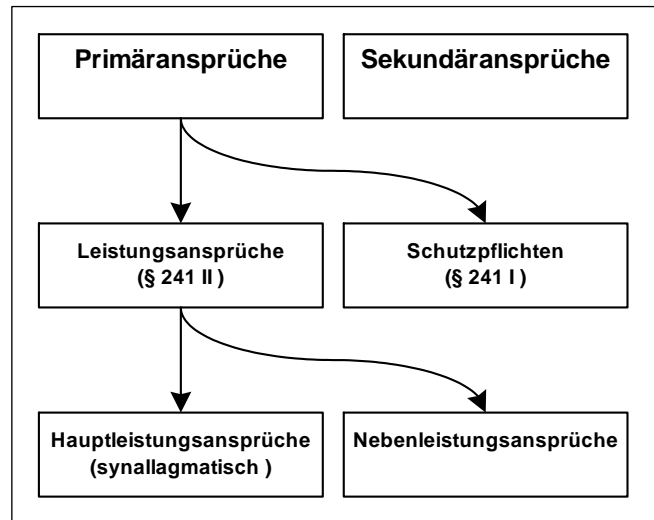 Primäransprüche
Sekundäransprüche
Leistungsansprüche
(§ 241 II )
Schutzpflichten
(§ 241 I )
Hauptleistungsansprüche
(synallagmatisch )
Nebenleistungsansprüche